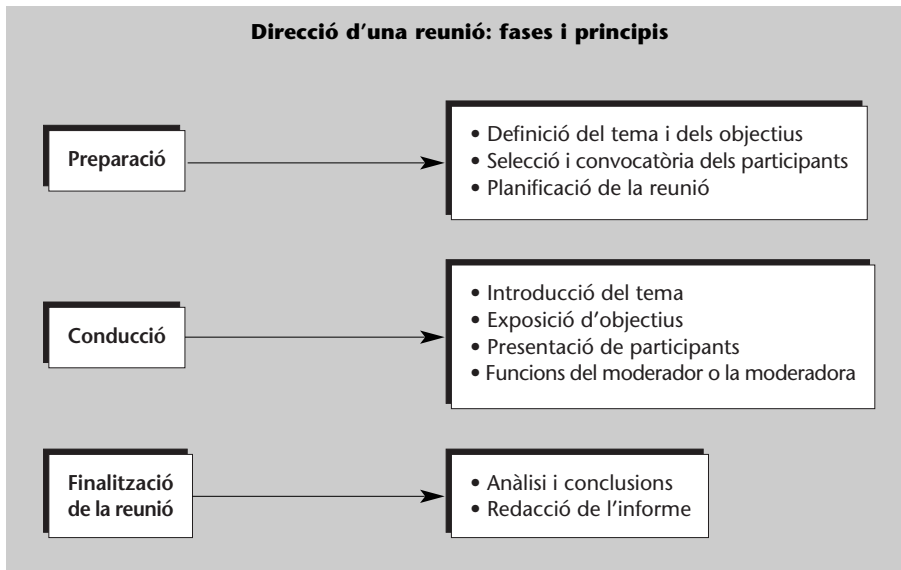 Direcció d'una reunió: fases i principis
Preparació
• Definició del tema i dels objectius
• Selecció i convocatòria dels participants
• Planificació de la reunió
Conducció
• Introducció del tema
• Exposició d'objectius
• Presentació de participants
• Funcions del moderador o la moderadora
Finalització
de la reunió
• Anàlisi i conclusions
• Redacció de l'informe